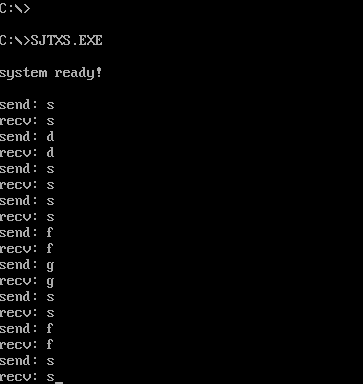 C:\>
C:\>SJTXS.EXE
system ready!
send: s
recv: s
send: d
recv: d
send: s
recv: s
send: s
recv: s
send: f
recv: f
send: g
recv: g
send: s
recv: s
send: f
recv: f
send: s
recv: s_